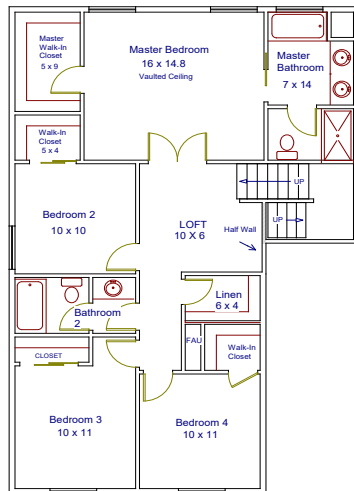 Master Bedroom
16 x 14.8
Vaulted Ceiling
Master
Walk-In
Closet
5 x 9
Master
Bathroom
7 x 14
Walk-In
Closet
5 x 4
UP
Bedroom 2
10 x 10
LOFT
10 X 6
UP
Half Wall
Linen
6 x 4
Bathroom
2
FAU
Walk-In
Closet
CLOSET
Bedroom 3
10 x 11
Bedroom 4
10 x 11